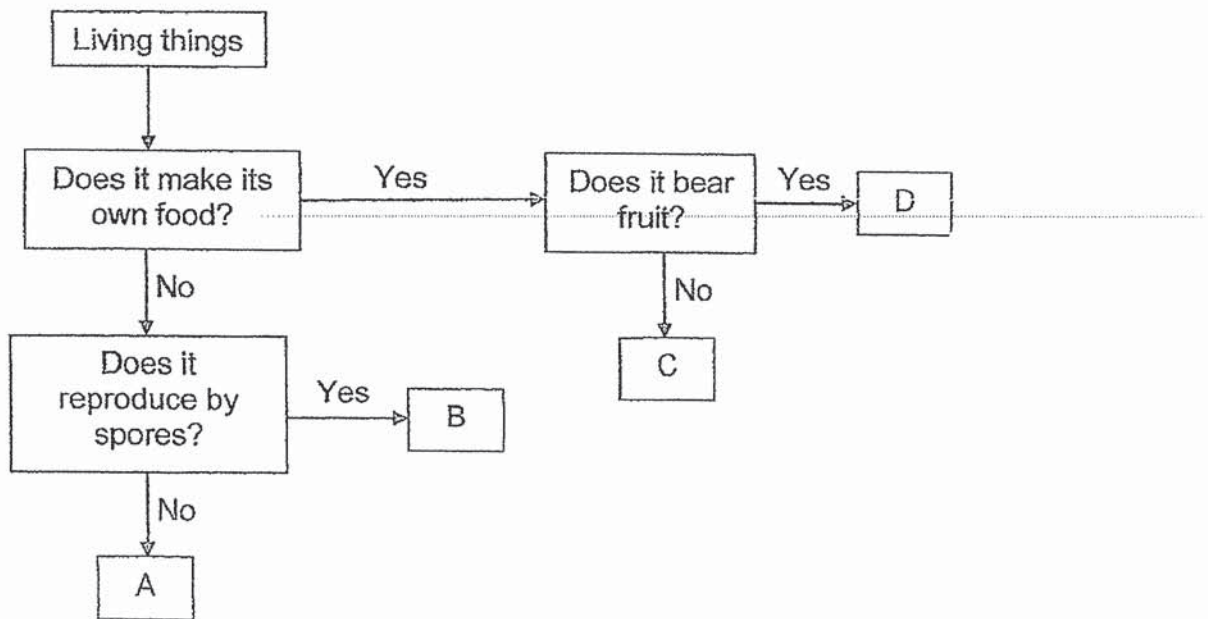 Living things
Does it make its
own food?
Yes
Does it bear
fruit?
Yes
D
No
No
Does it
reproduce by
spores?
Yes
B
C
No
A